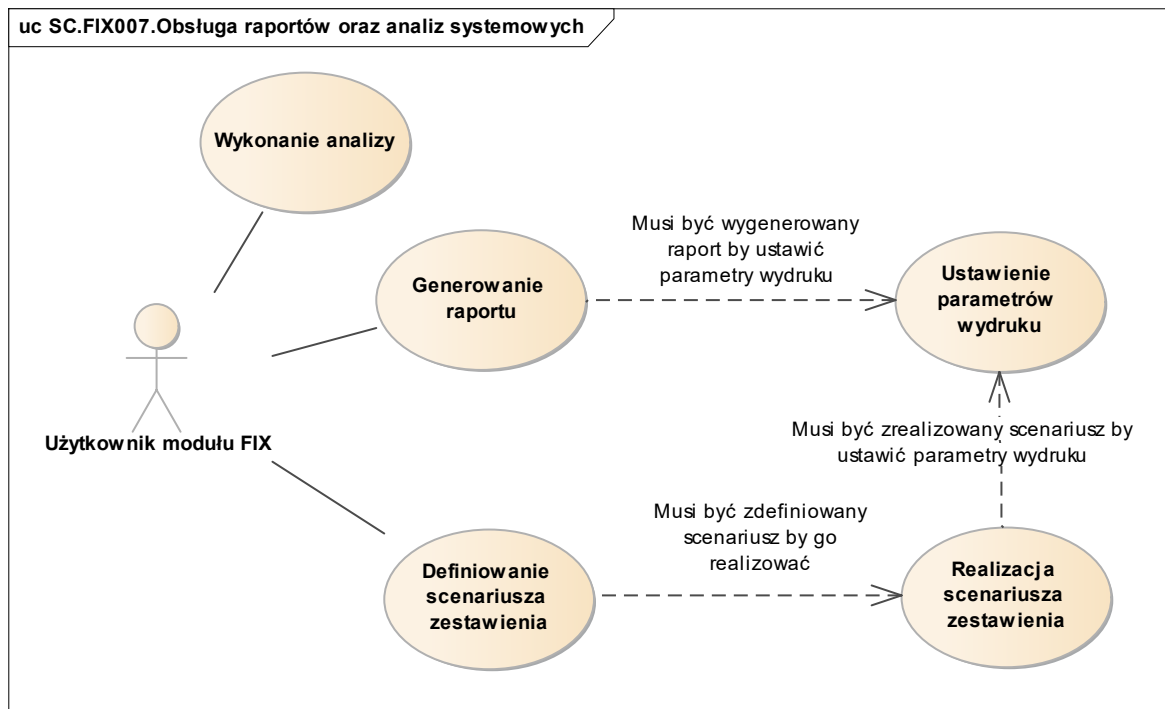 uc SC.FIX007.Obsługa raportów oraz analiz systemowych
Wykonanie analizy
Musi być wygenerowany
raport by ustawić
parametry wydruku
Generowanie
raportu
Ustawienie
parametrów
wydruku
Użytkownik modułu FIX
Musi być zrealizowany scenariusz by
ustawić parametry wydruku
Musi być zdefiniowany
scenariusz by go
realizować
Definiowanie
scenariusza
zestawienia
Realizacja
scenariusza
zestawienia